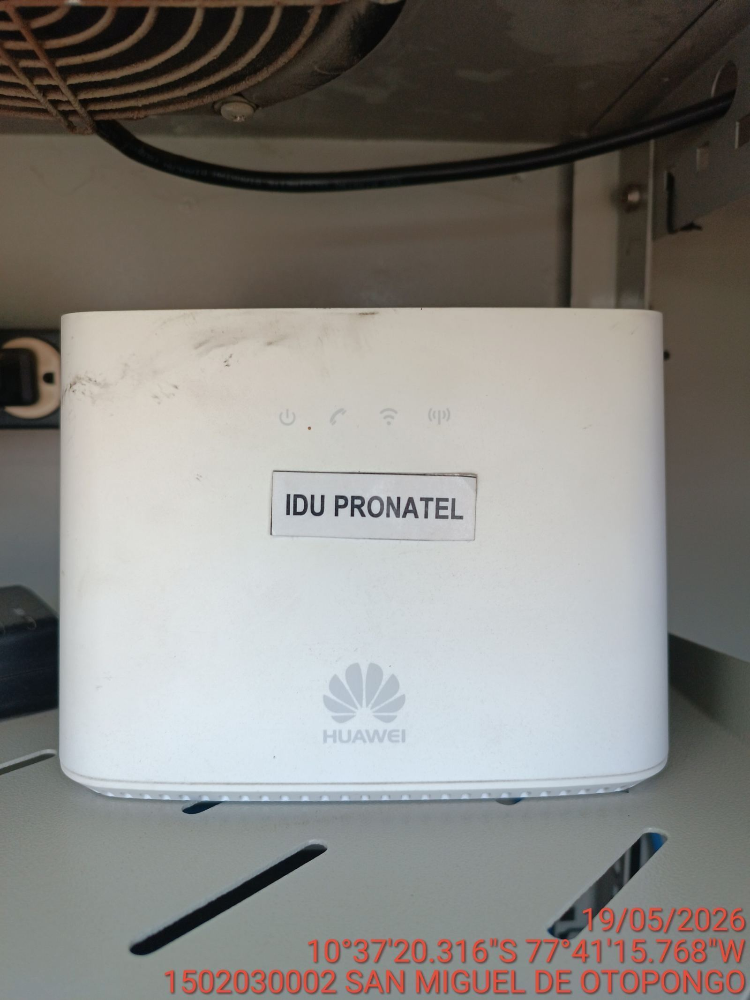 IDU PRONATEL
HUAWEI
19/05/2026
10°37'20.316"S 77°41'15.768"W
1502030002 SAN MIGUEL DE OTOPONGO